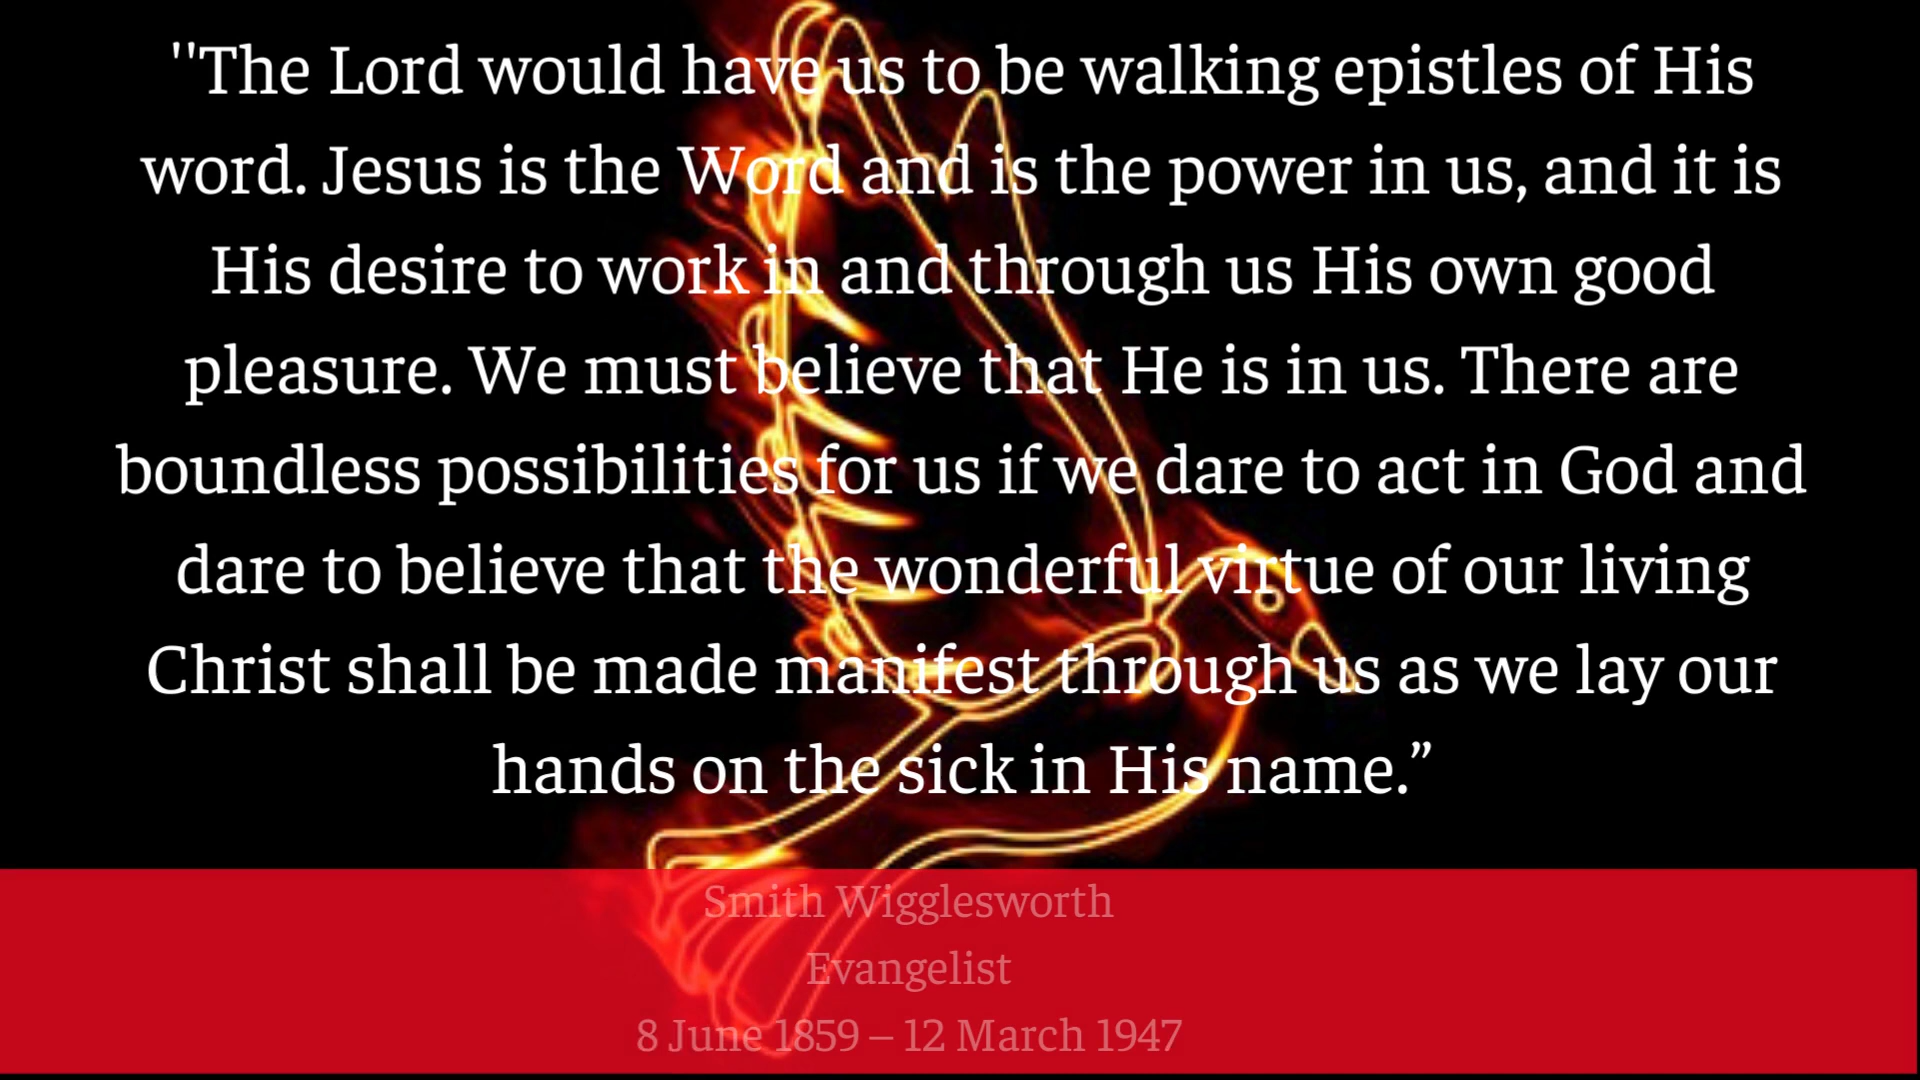 "The Lord would have us to be walking epistles of His
word. Jesus is the Word and is the power in us, and it is
His desire to work in and through us His own good
pleasure. We must believe that He is in us. There are
boundless possibilities for us if we dare to act in God and
dare to believe that the wonderful virtue of our living
Christ shall be made manifest through us as we lay our
hands on the sick in His name.”
Smith Wigglesworth
Evangelist
8 June 1859 – 12 March 1947